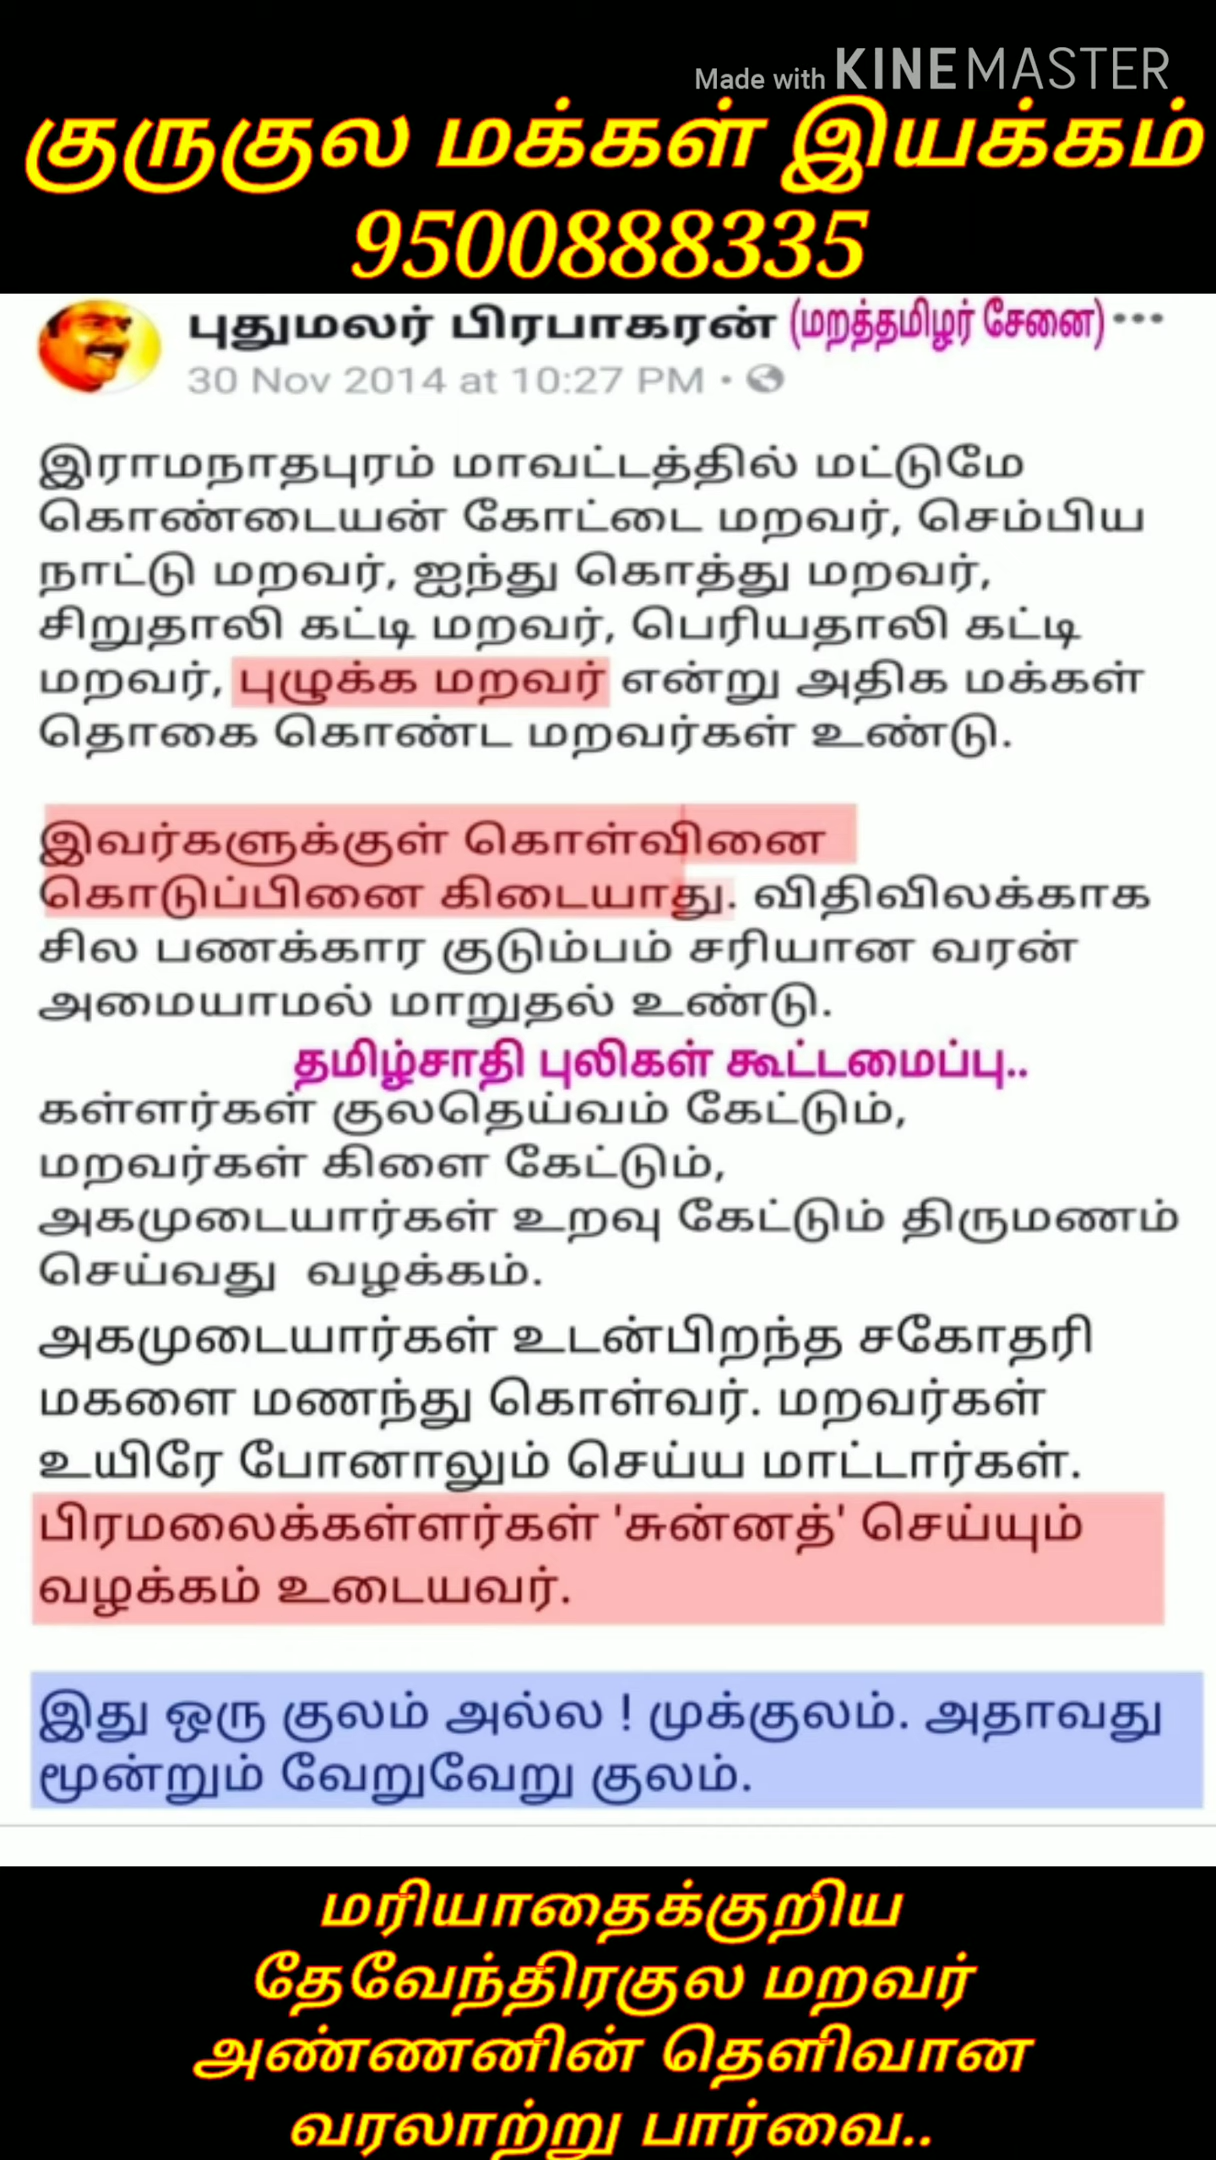 Made with KINEMASTER
குருகுல மக்கள் இயக்கம்
9500888335
புதுமலர் பிரபாகரன் (மறத்தமிழர் சேனை)
30 Nov 2014 at 10:27 PM
இராமநாதபுரம் மாவட்டத்தில் மட்டுமே
கொண்டையன் கோட்டை மறவர், செம்பிய
நாட்டு மறவர், ஐந்து கொத்து மறவர்,
சிறுதாலி கட்டி மறவர், பெரியதாலி கட்டி
மறவர், புழுக்க மறவர் என்று அதிக மக்கள்
தொகை கொண்ட மறவர்கள் உண்டு.
இவர்களுக்குள் கொள்வினை
கொடுப்பினை கிடையாது. விதிவிலக்காக
சில பணக்கார குடும்பம் சரியான வரன்
அமையாமல் மாறுதல் உண்டு.
தமிழ்சாதி புலிகள் கூட்டமைப்பு..
கள்ளர்கள் குலதெய்வம் கேட்டும்,
மறவர்கள் கிளை கேட்டும்,
அகமுடையார்கள் உறவு கேட்டும் திருமணம்
செய்வது வழக்கம்.
அகமுடையார்கள் உடன்பிறந்த சகோதரி
மகளை மணந்து கொள்வர். மறவர்கள்
உயிரே போனாலும் செய்ய மாட்டார்கள்.
பிரமலைக்கள்ளர்கள் 'சுன்னத்' செய்யும்
வழக்கம் உடையவர்.
இது ஒரு குலம் அல்ல ! முக்குலம். அதாவது
மூன்றும் வேறுவேறு குலம்.
மரியாதைக்குறிய
தேவேந்திரகுல மறவர்
அண்ணனின் தெளிவான
வரலாற்று பார்வை..